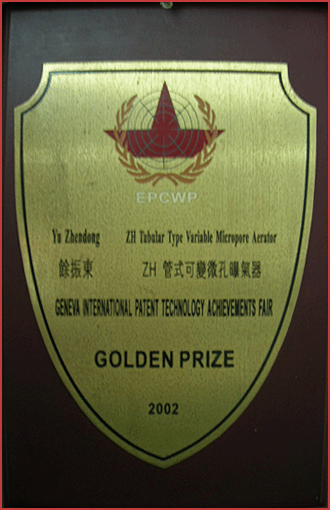 EPCWP
Yu Zhendong ZH Tabular Type Variable Micropore Aerator
餘振東 ZH 管式可變微孔曝氣器
GENEVA INTERNATIONAL PATENT TECHNOLOGY ACHIEVEMENTS FAIR
GOLDEN PRIZE
2002